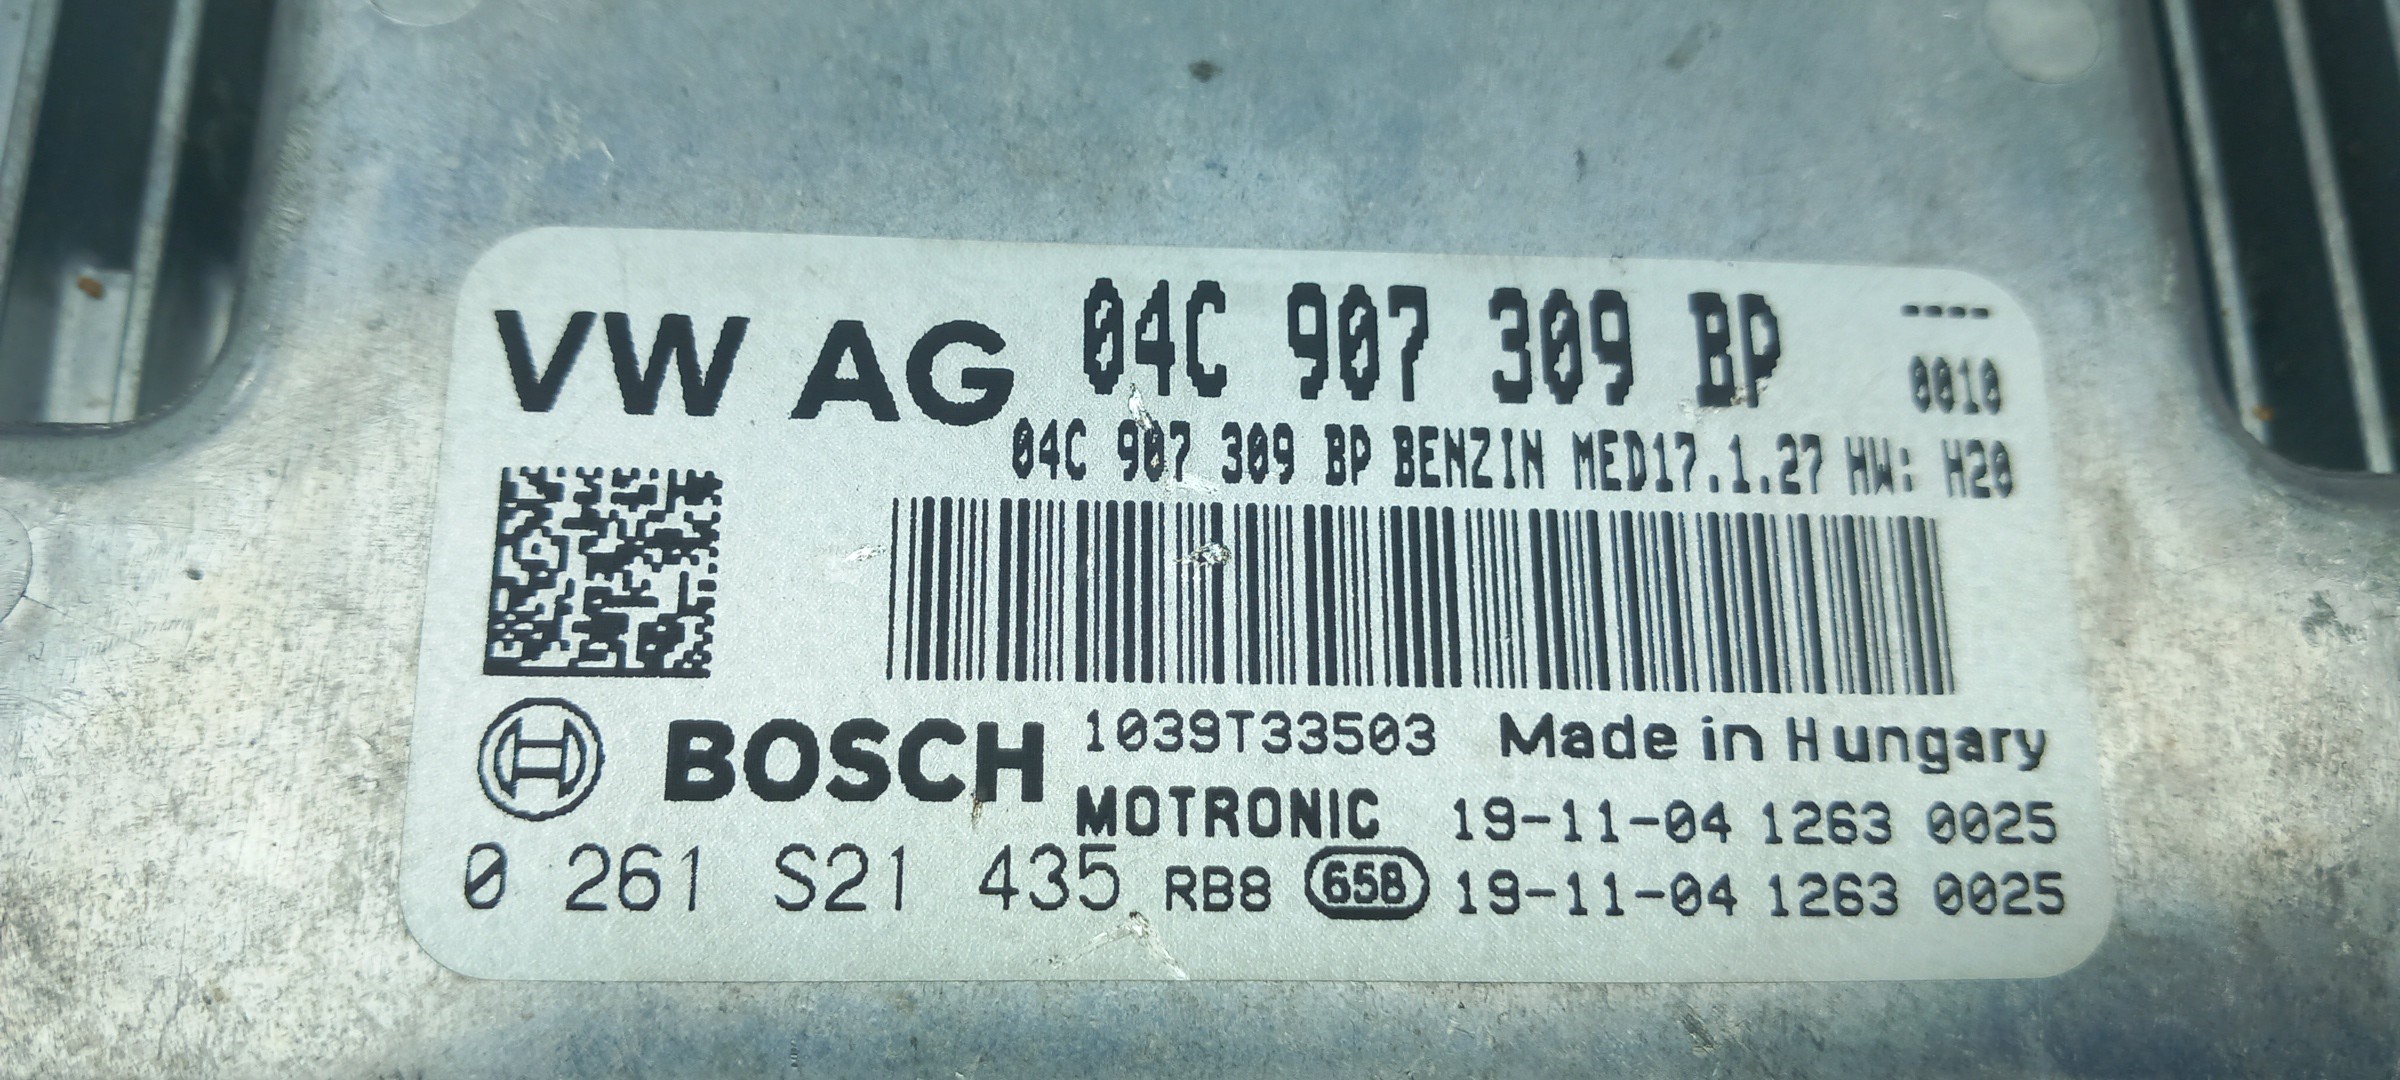 VW AG 04C 907 309 BP ----
0010
04C 907 309 BP BENZIN MED17.1.27 HW: H20
BOSCH 1039T33503 Made in Hungary
MOTRONIC 19-11-04 1263 0025
0 261 S21 435 RB8 65B 19-11-04 1263 0025